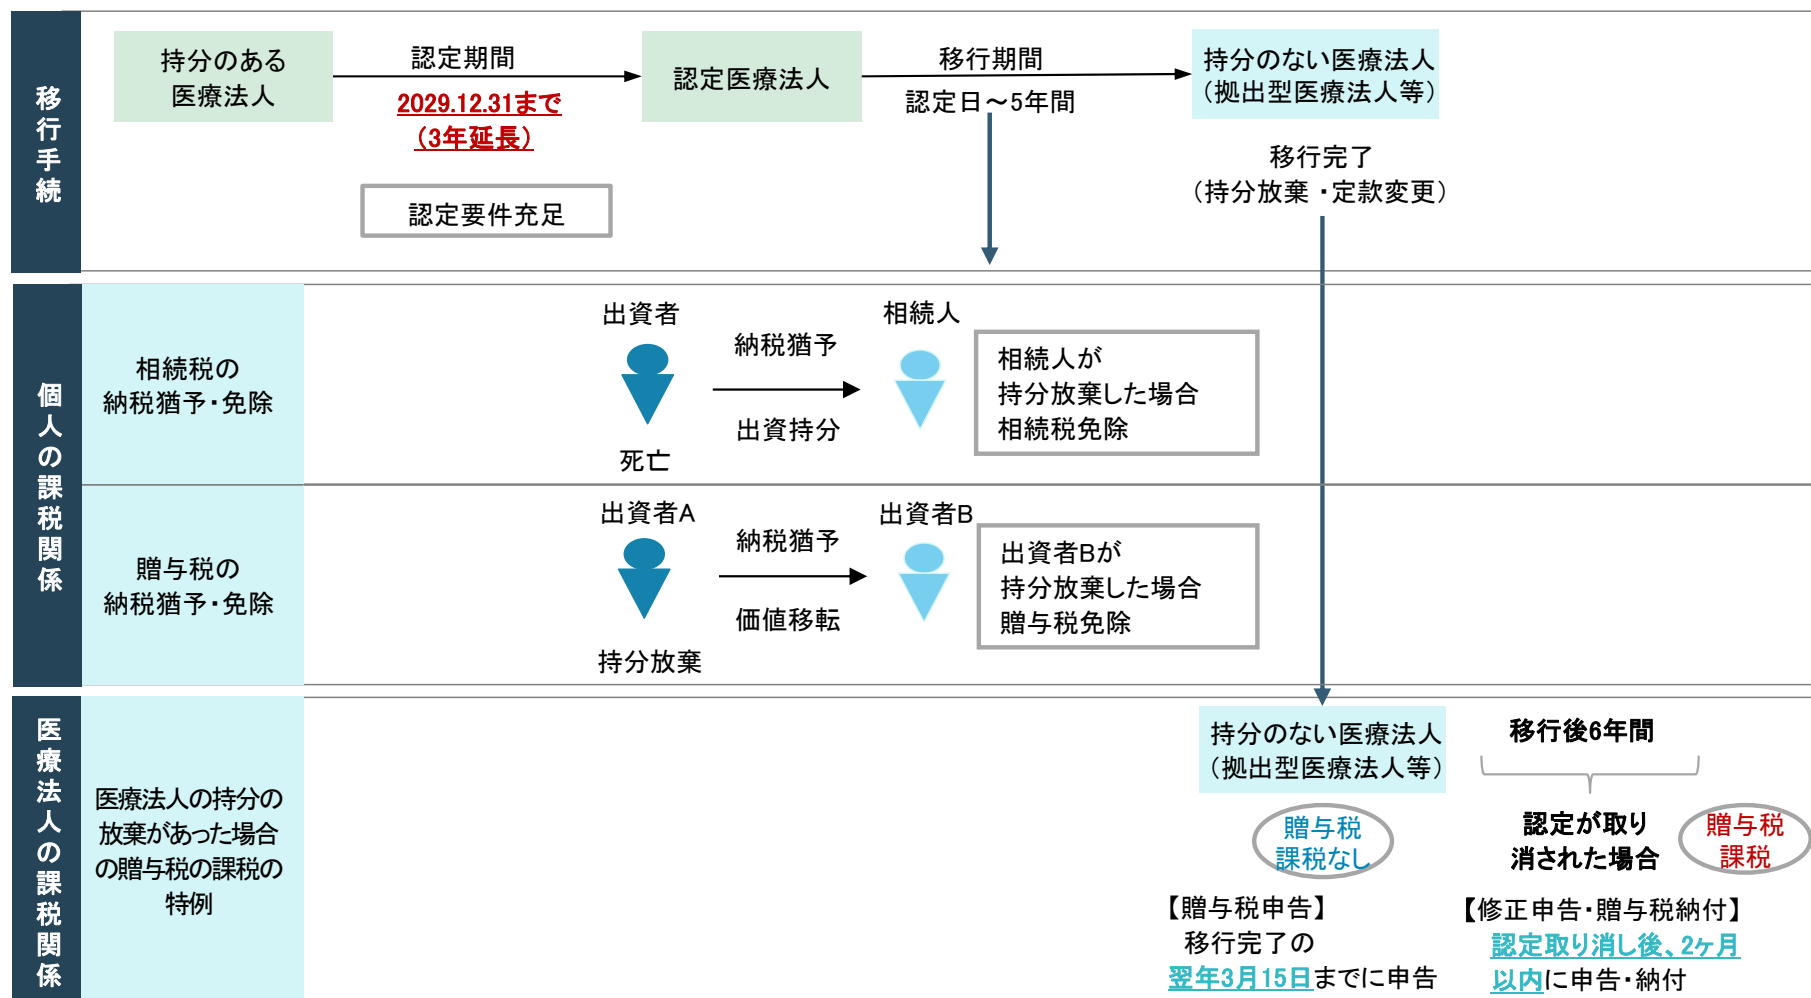 移行手続
持分のある
医療法人
認定期間
2029.12.31まで
（3年延長）
認定要件充足
認定医療法人
移行期間
認定日～5年間
持分のない医療法人
（拠出型医療法人等）
移行完了
（持分放棄・定款変更）
個人の課税関係
相続税の
納税猶予・免除
出資者
死亡
納税猶予
出資持分
相続人
相続人が
持分放棄した場合
相続税免除
贈与税の
納税猶予・免除
出資者A
持分放棄
納税猶予
価値移転
出資者B
出資者Bが
持分放棄した場合
贈与税免除
医療法人の課税関係
医療法人の持分の
放棄があった場合
の贈与税の課税の
特例
持分のない医療法人
（拠出型医療法人等）
贈与税
課税なし
【贈与税申告】
移行完了の
翌年3月15日までに申告
移行後6年間
認定が取り
消された場合
贈与税
課税
【修正申告・贈与税納付】
認定取り消し後、2ヶ月
以内に申告・納付